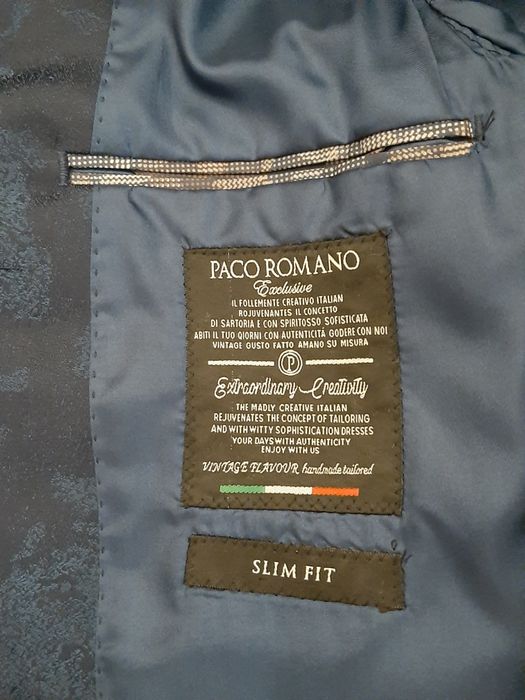 PACO ROMANO
Exclusive
IL FOLLEMENTE CREATIVO ITALIAN
ROJUVENANTES IL CONCETTO
DI SARTORIA E CON SPIRITOSSO SOFISTICATA
ABITI IL TUO QIORNI CON AUTENTICITÁ GODERE CON NOI
VINTAGE GUSTO FATTO AMANO SU MISURA
P
Extraordinary Creativity
THE MADLY CREATIVE ITALIAN
REJUVENATES THE CONCEPT OF TAILORING
AND WITH WITTY SOPHISTICATION DRESSES
YOUR DAYS WITH AUTHENTICITY
ENJOY WITH US
VINTAGE FLAVOUR handmade tailored
SLIM FIT